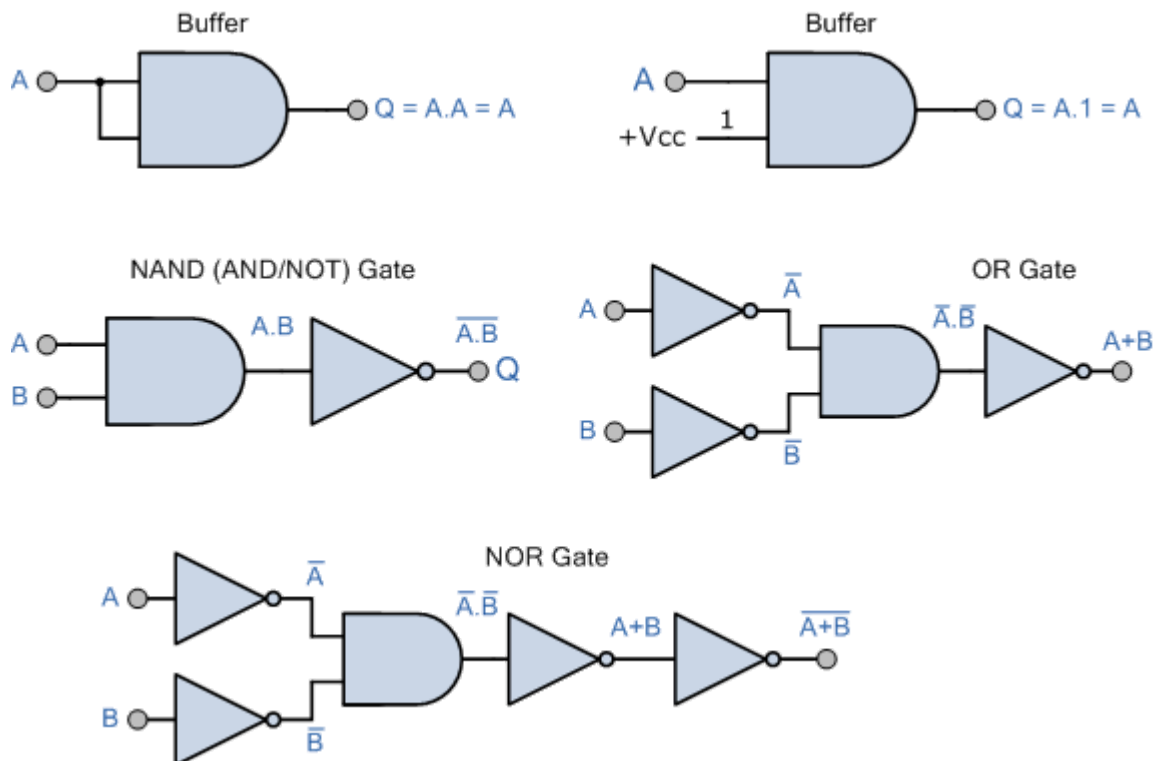 Buffer
A
Q = A.A = A
Buffer
A
+Vcc
1
Q = A.1 = A
NAND (AND/NOT) Gate
A
B
A.B
A̅.̅B̅
Q
OR Gate
A
B
A̅
B̅
A̅.B̅
A+B
NOR Gate
A
B
A̅
B̅
A̅.B̅
A+B
A̅+̅B̅